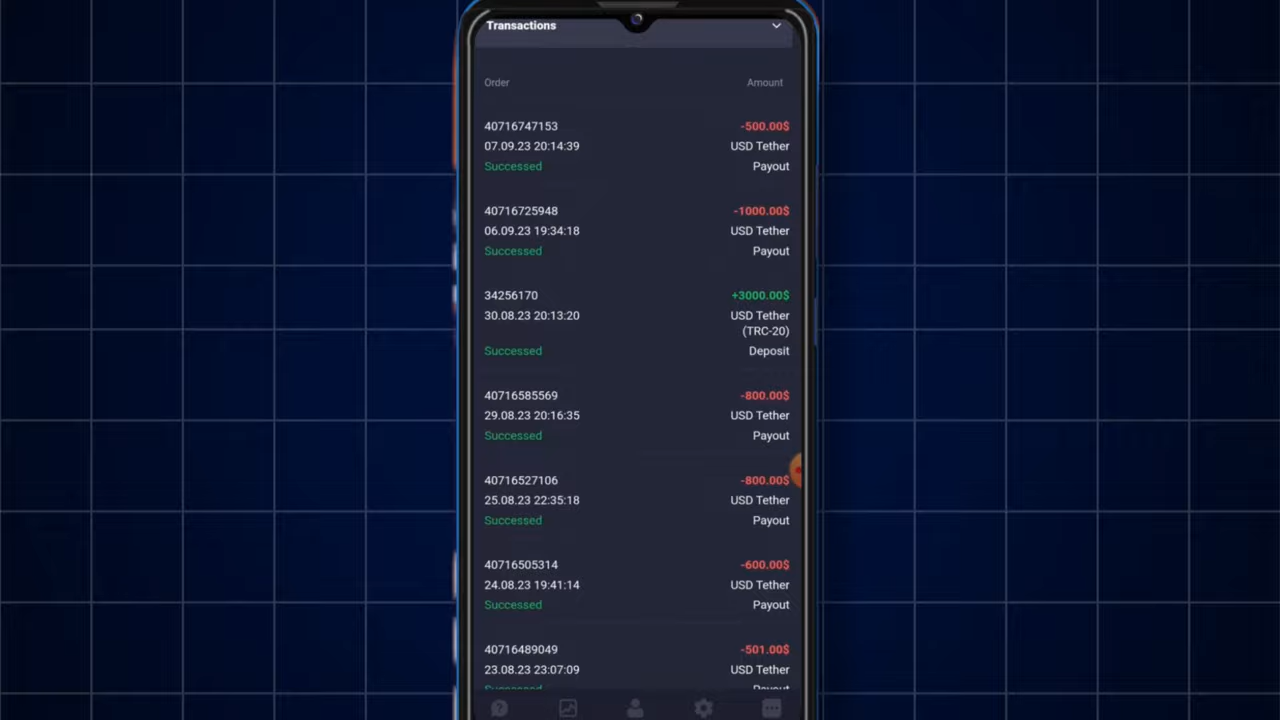 Transactions
Order Amount
40716747153 -500.00$
07.09.23 20:14:39 USD Tether
Successed Payout
40716725948 -1000.00$
06.09.23 19:34:18 USD Tether
Successed Payout
34256170 +3000.00$
30.08.23 20:13:20 USD Tether
(TRC-20)
Successed Deposit
40716585569 -800.00$
29.08.23 20:16:35 USD Tether
Successed Payout
40716527106 -800.00$
25.08.23 22:35:18 USD Tether
Successed Payout
40716505314 -600.00$
24.08.23 19:41:14 USD Tether
Successed Payout
40716489049 -501.00$
23.08.23 23:07:09 USD Tether
Successed Payout